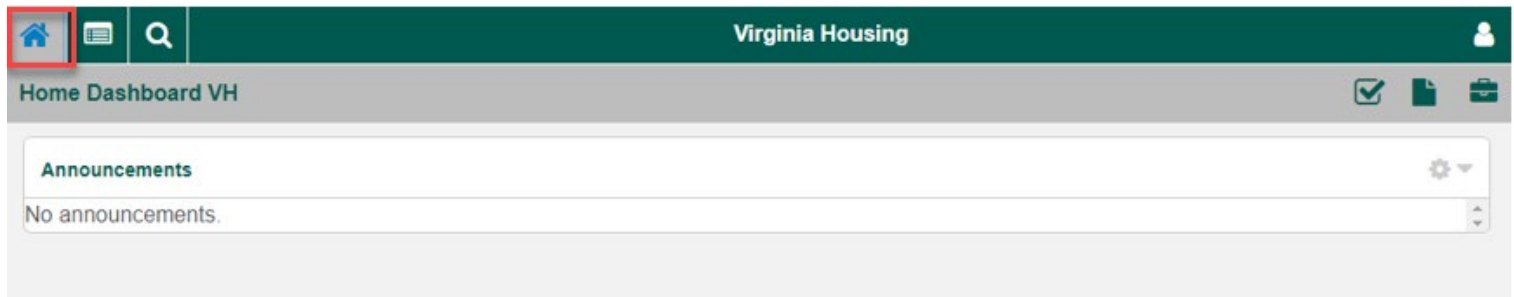 Virginia Housing
Home Dashboard VH
Announcements
No announcements.